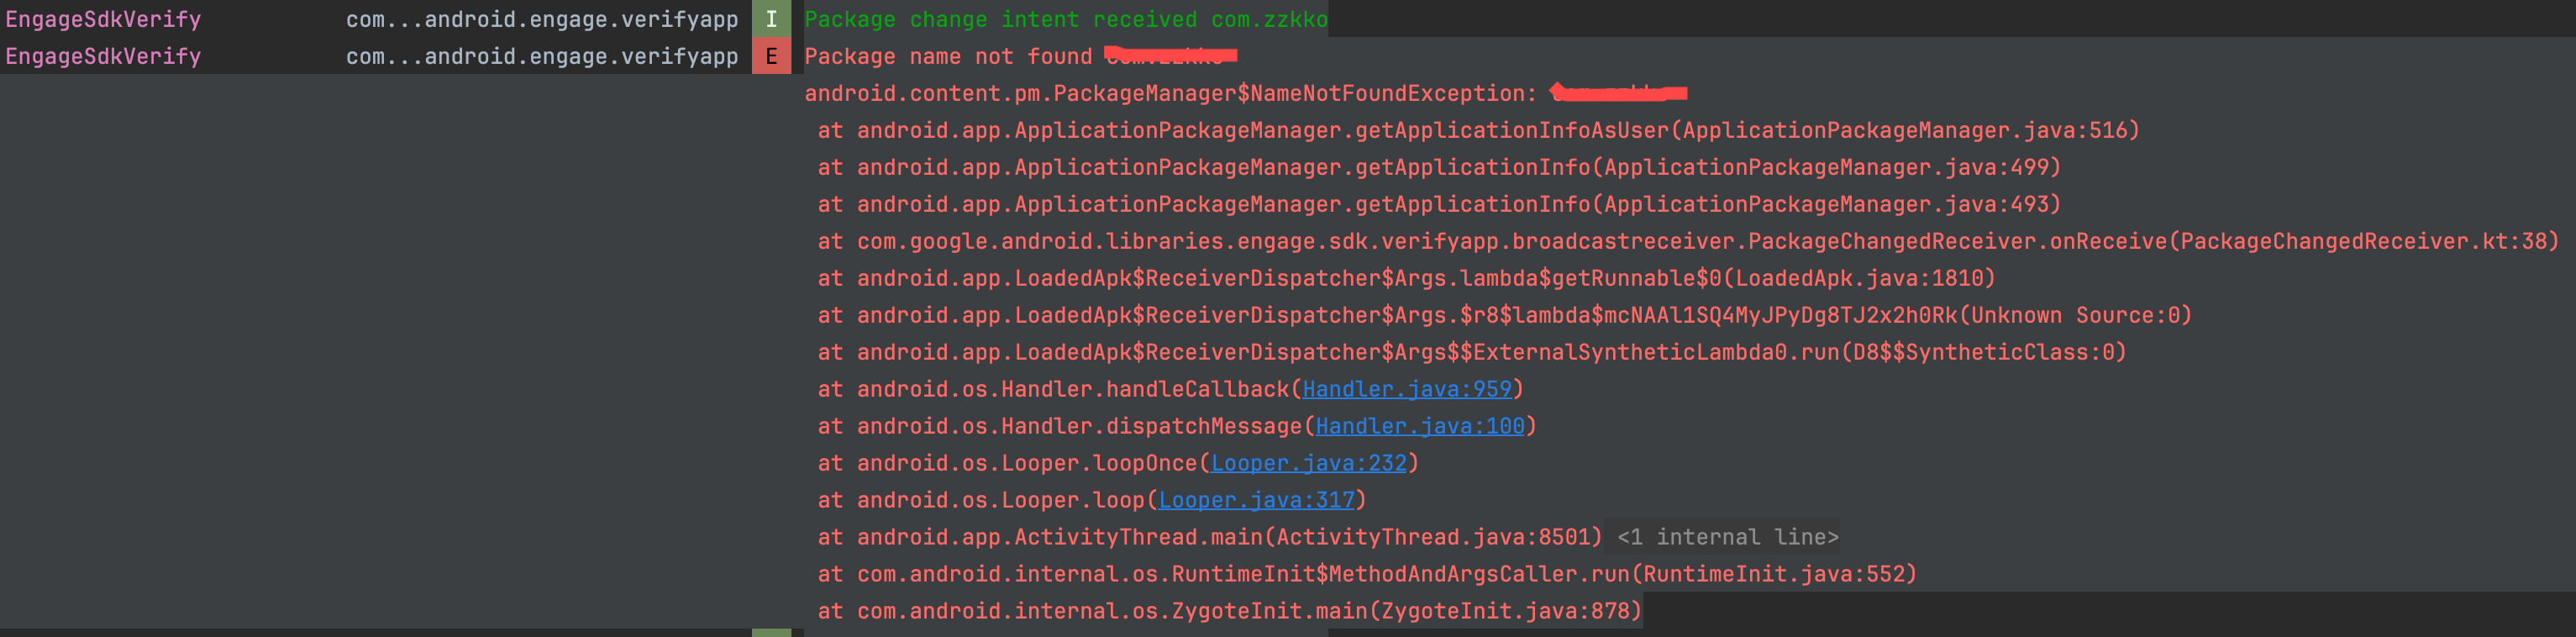 EngageSdkVerify com...android.engage.verifyapp I Package change intent received com.zzkko
EngageSdkVerify com...android.engage.verifyapp E Package name not found
android.content.pm.PackageManager$NameNotFoundException:
at android.app.ApplicationPackageManager.getApplicationInfoAsUser(ApplicationPackageManager.java:516)
at android.app.ApplicationPackageManager.getApplicationInfo(ApplicationPackageManager.java:499)
at android.app.ApplicationPackageManager.getApplicationInfo(ApplicationPackageManager.java:493)
at com.google.android.libraries.engage.sdk.verifyapp.broadcastreceiver.PackageChangedReceiver.onReceive(PackageChangedReceiver.kt:38)
at android.app.LoadedApk$ReceiverDispatcher$Args.lambda$getRunnable$0(LoadedApk.java:1810)
at android.app.LoadedApk$ReceiverDispatcher$Args.$r8$lambda$mcNAAl1SQ4MyJPyDg8TJ2x2h0Rk(Unknown Source:0)
at android.app.LoadedApk$ReceiverDispatcher$Args$$ExternalSyntheticLambda0.run(D8$$SyntheticClass:0)
at android.os.Handler.handleCallback(Handler.java:959)
at android.os.Handler.dispatchMessage(Handler.java:100)
at android.os.Looper.loopOnce(Looper.java:232)
at android.os.Looper.loop(Looper.java:317)
at android.app.ActivityThread.main(ActivityThread.java:8501) <1 internal line>
at com.android.internal.os.RuntimeInit$MethodAndArgsCaller.run(RuntimeInit.java:552)
at com.android.internal.os.ZygoteInit.main(ZygoteInit.java:878)